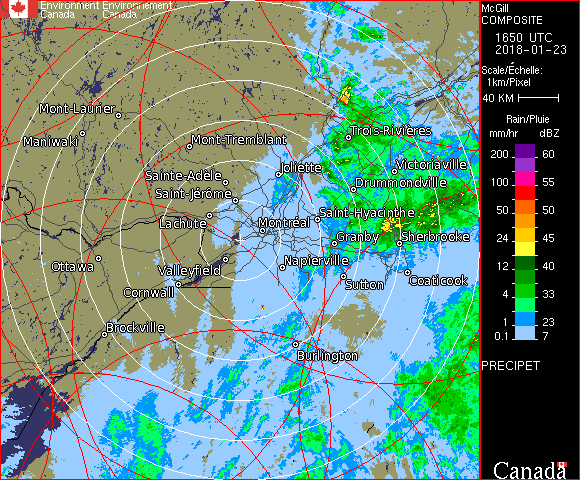 Environment Environnement
Canada Canada
Mont-Laurier
Maniwaki
Mont-Tremblant
Trois-Rivières
Joliette
Victoriaville
Sainte-Adèle
Drummondville
Saint-Jérôme
Saint-Hyacinthe
Lachute
Montréal
Granby
Sherbrooke
Ottawa
Valleyfield
Napierville
Cornwall
Sutton
Coaticook
Brockville
Burlington
McGill
COMPOSITE
1650 UTC
2018-01-23
Scale/Échelle:
1km/Pixel
40 KM
Rain/Pluie
mm/hr dBZ
200 60
100 55
50 50
24 45
12 40
4 33
1 23
0.1 7
PRECIPET
Canada